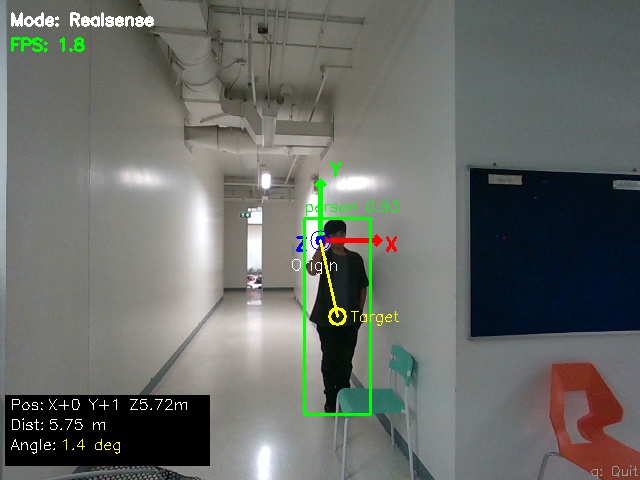 Mode: Realsense
FPS: 1.8
Y
person 0.93
Z
X
Origin
Target
Pos: X+0 Y+1 Z5.72m
Dist: 5.75 m
Angle: 1.4 deg
q: Quit